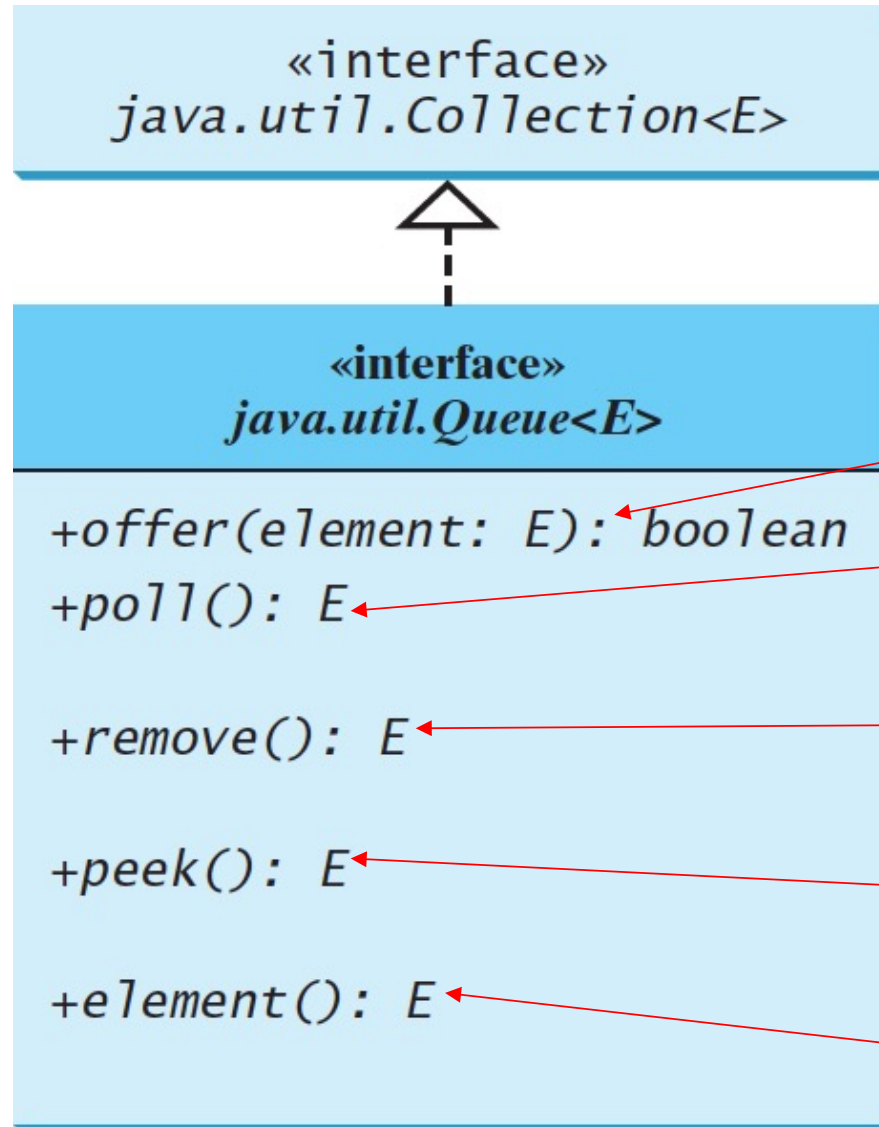 «interface»
java.util.Collection<E>
«interface»
java.util.Queue<E>
+offer(element: E): boolean
+poll(): E
+remove(): E
+peek(): E
+element(): E